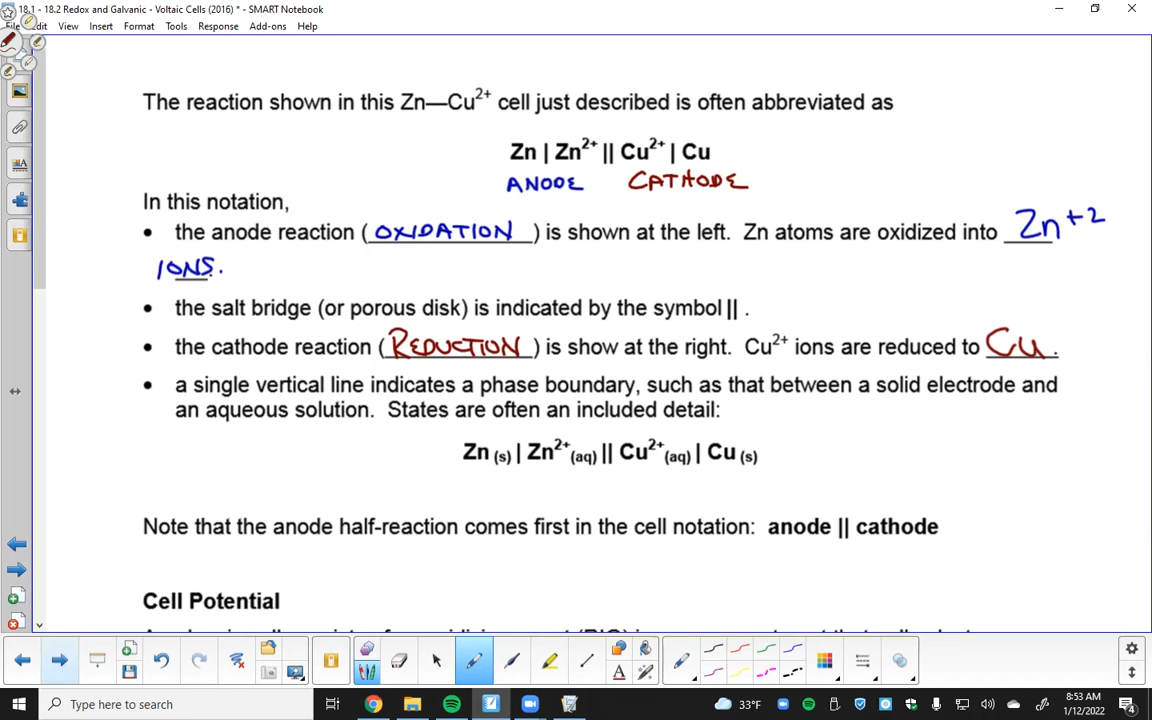 18.1 - 18.2 Redox and Galvanic - Voltaic Cells (2016) * - SMART Notebook
File Edit View Insert Format Tools Response Add-ons Help
The reaction shown in this Zn—Cu²⁺ cell just described is often abbreviated as
Zn | Zn²⁺ || Cu²⁺ | Cu
ANODE CATHODE
In this notation,
• the anode reaction (OXIDATION) is shown at the left. Zn atoms are oxidized into Zn+2
IONS.
• the salt bridge (or porous disk) is indicated by the symbol || .
• the cathode reaction (REDUCTION) is show at the right. Cu²⁺ ions are reduced to Cu.
• a single vertical line indicates a phase boundary, such as that between a solid electrode and
an aqueous solution. States are often an included detail:
Zn (s) | Zn²⁺ (aq) || Cu²⁺ (aq) | Cu (s)
Note that the anode half-reaction comes first in the cell notation: anode || cathode
Cell Potential
Type here to search
33°F
8:53 AM
1/12/2022
4